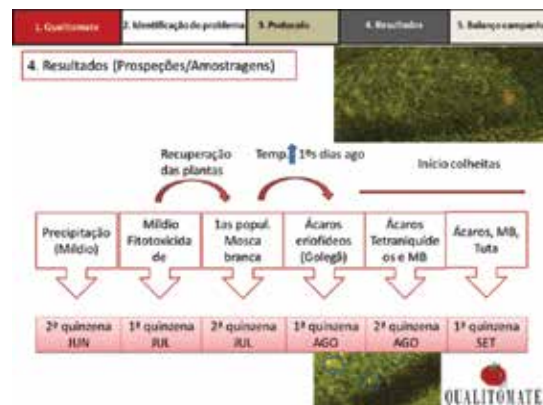 1. Qualitomate
2. Identificação do problema
3. Protocolo
4. Resultados
5. Balanço campanha
4. Resultados (Prospeções/Amostragens)
Recuperação
das plantas
Temp. 1ºs dias ago
Início colheitas
Precipitação
(Míldio)
Míldio
Fitotoxicida
de
1as popul.
Mosca
branca
Ácaros
eriofídeos
(Golegã)
Ácaros
Tetraniquíde
os e MB
Ácaros, MB,
Tuta
2ª quinzena
JUN
1ª quinzena
JUL
2ª quinzena
JUL
1ª quinzena
AGO
2ª quinzena
AGO
1ª quinzena
SET
QUALITOMATE